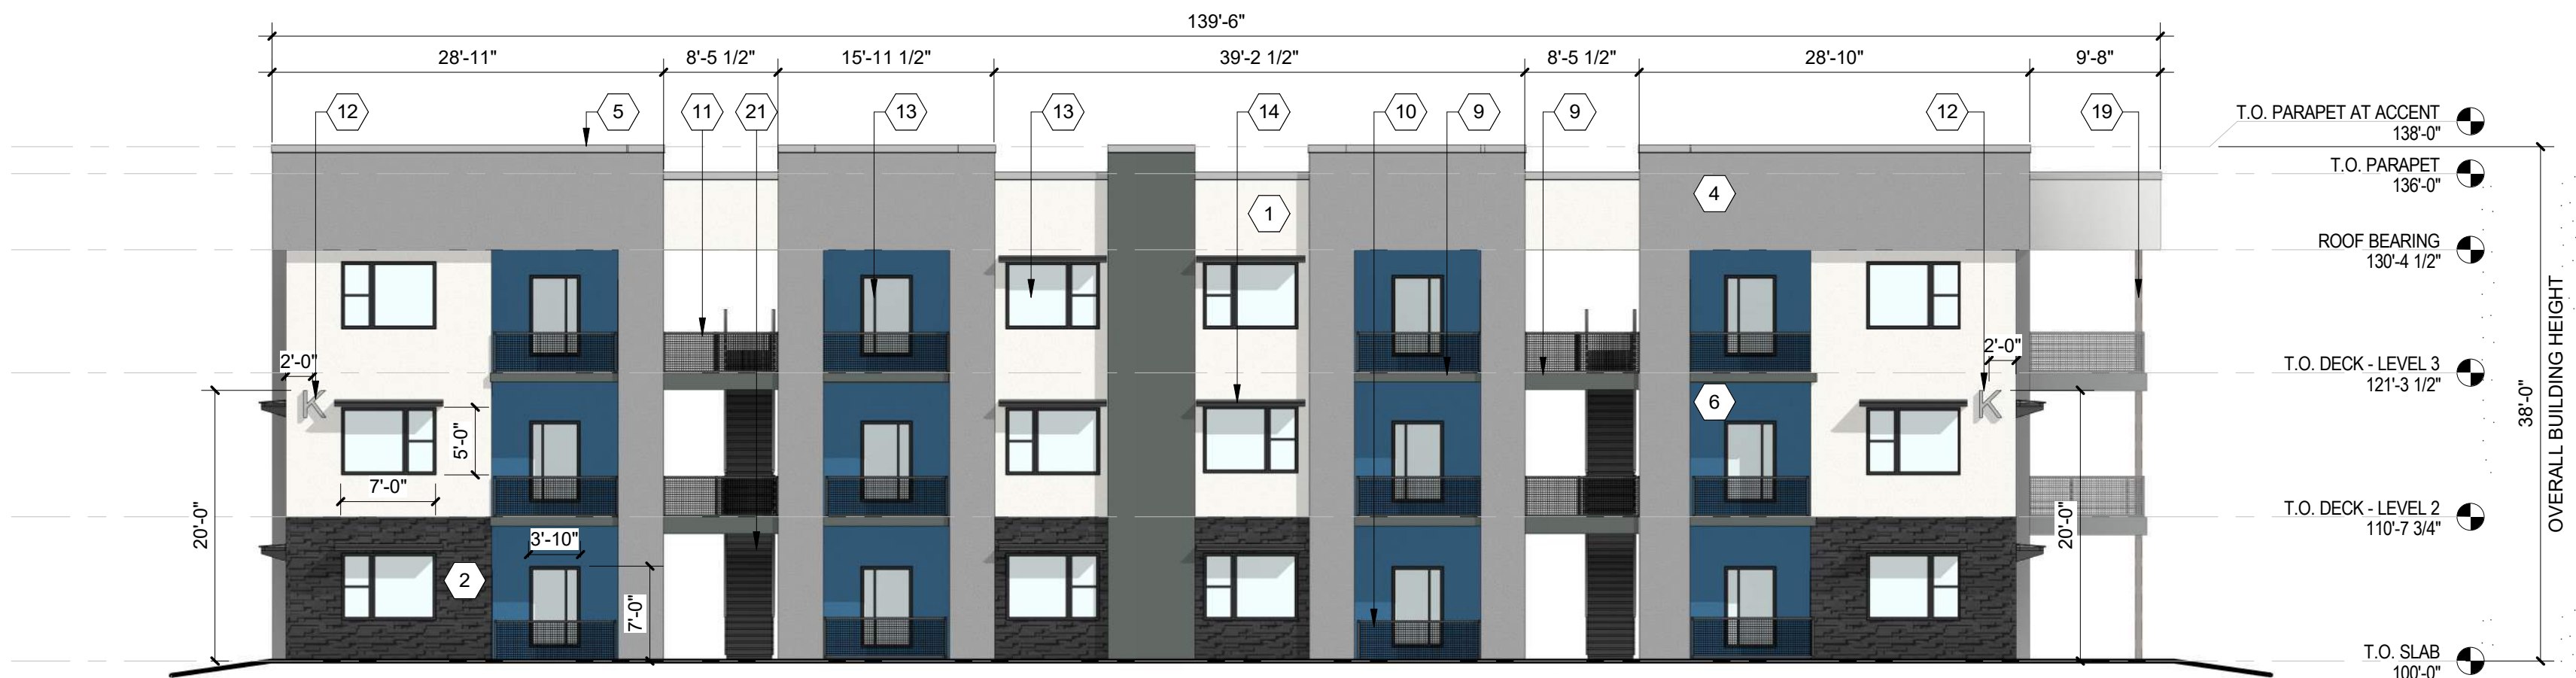 139'-6"
28'-11" 8'-5 1/2" 15'-11 1/2" 39'-2 1/2" 8'-5 1/2" 28'-10" 9'-8"
12 5 11 21 13 13 14 10 9 9 12 19
T.O. PARAPET AT ACCENT
138'-0"
T.O. PARAPET
136'-0"
4
1
ROOF BEARING
130'-4 1/2"
2'-0" 2'-0"
T.O. DECK - LEVEL 3
121'-3 1/2"
K K
6
5'-0"
7'-0"
20'-0"
38'-0"
OVERALL BUILDING HEIGHT
T.O. DECK - LEVEL 2
110'-7 3/4"
20'-0"
3'-10"
2
7'-0"
T.O. SLAB
100'-0"